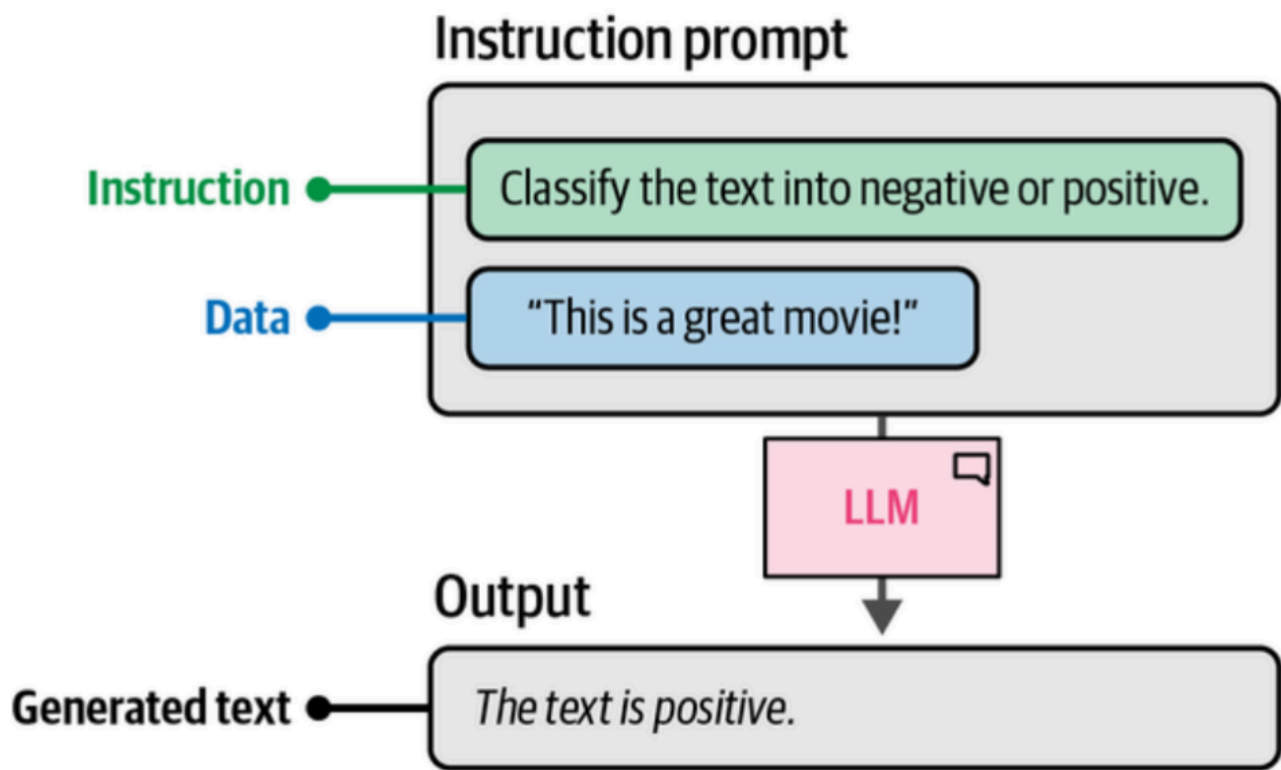 Instruction prompt
Instruction
Classify the text into negative or positive.
Data
“This is a great movie!”
LLM
Output
Generated text
The text is positive.